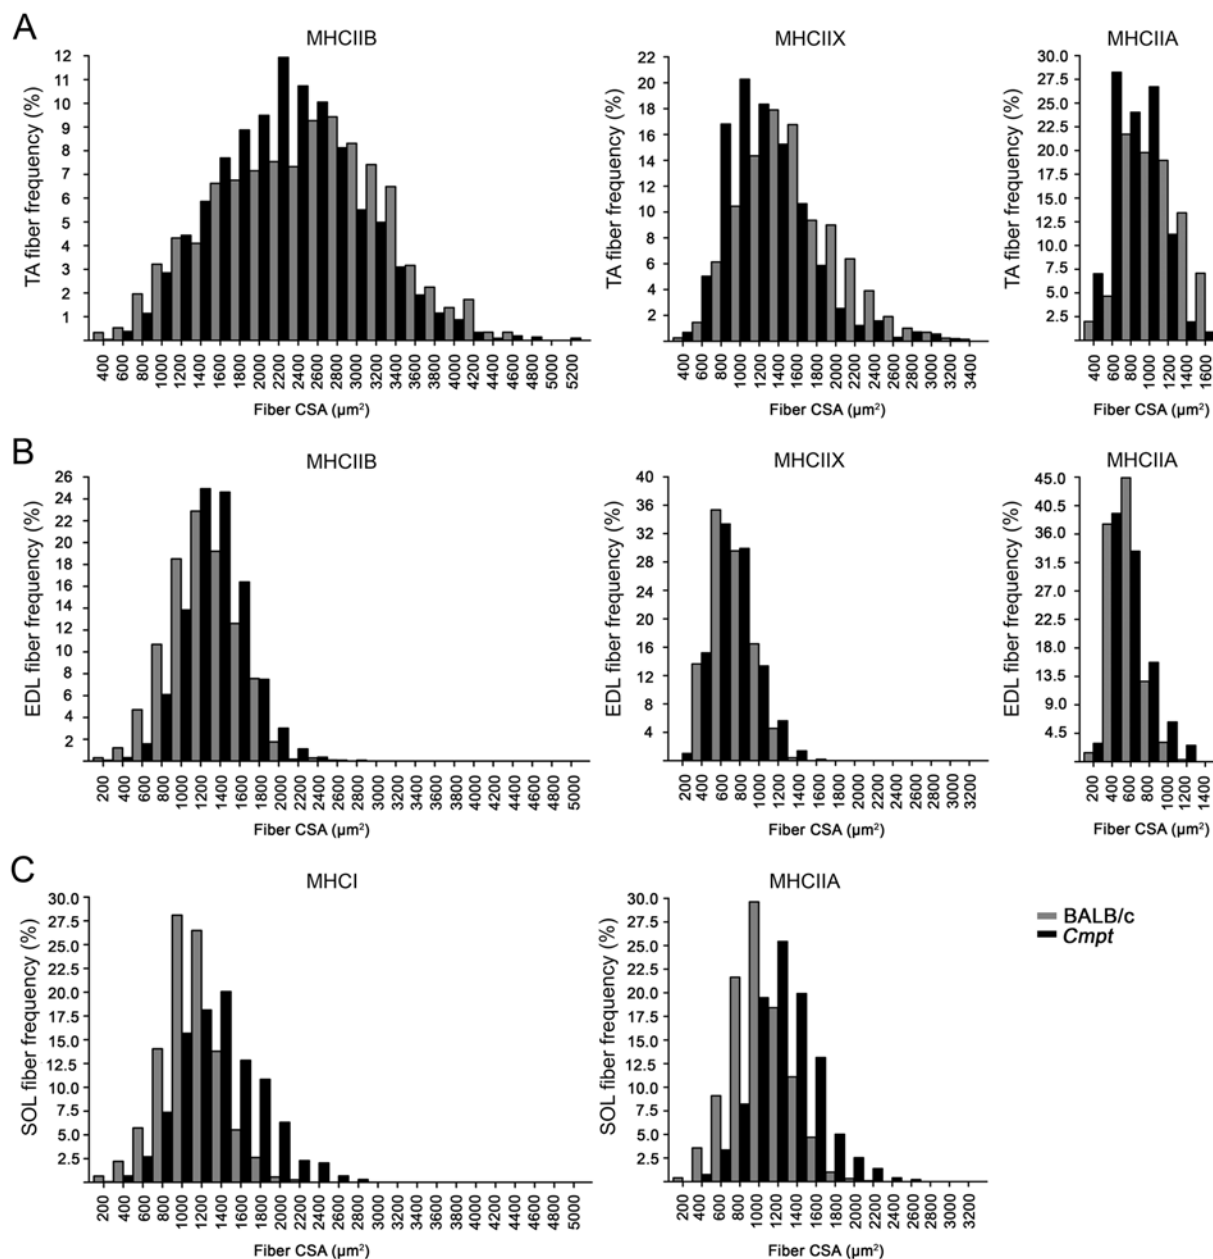 A
MHCIIB
TA fiber frequency (%)
12
11
10
9
8
7
6
5
4
3
2
1
400 600 800 1000 1200 1400 1600 1800 2000 2200 2400 2600 2800 3000 3200 3400 3600 3800 4000 4200 4400 4600 4800 5000 5200
Fiber CSA (µm²)
MHCIIX
TA fiber frequency (%)
22
20
18
16
14
12
10
8
6
4
2
400 600 800 1000 1200 1400 1600 1800 2000 2200 2400 2600 2800 3000 3200 3400
Fiber CSA (µm²)
MHCIIA
TA fiber frequency (%)
30.0
27.5
25.0
22.5
20.0
17.5
15.0
12.5
10.0
7.5
5.0
2.5
400 600 800 1000 1200 1400 1600
Fiber CSA (µm²)
B
MHCIIB
EDL fiber frequency (%)
26
24
22
20
18
16
14
12
10
8
6
4
2
200 400 600 800 1000 1200 1400 1600 1800 2000 2200 2400 2600 2800 3000 3200 3400 3600 3800 4000 4200 4400 4600 4800 5000
Fiber CSA (µm²)
MHCIIX
EDL fiber frequency (%)
40
36
32
28
24
20
16
12
8
4
200 400 600 800 1000 1200 1400 1600 1800 2000 2200 2400 2600 2800 3000 3200
Fiber CSA (µm²)
MHCIIA
EDL fiber frequency (%)
45.0
40.5
36.0
31.5
27.0
22.5
18.0
13.5
9.0
4.5
200 400 600 800 1000 1200 1400
Fiber CSA (µm²)
C
MHCI
SOL fiber frequency (%)
30.0
27.5
25.0
22.5
20.0
17.5
15.0
12.5
10.0
7.5
5.0
2.5
200 400 600 800 1000 1200 1400 1600 1800 2000 2200 2400 2600 2800 3000 3200 3400 3600 3800 4000 4200 4400 4600 4800 5000
Fiber CSA (µm²)
MHCIIA
SOL fiber frequency (%)
30.0
27.5
25.0
22.5
20.0
17.5
15.0
12.5
10.0
7.5
5.0
2.5
200 400 600 800 1000 1200 1400 1600 1800 2000 2200 2400 2600 2800 3000 3200
Fiber CSA (µm²)
BALB/c
Cmpt